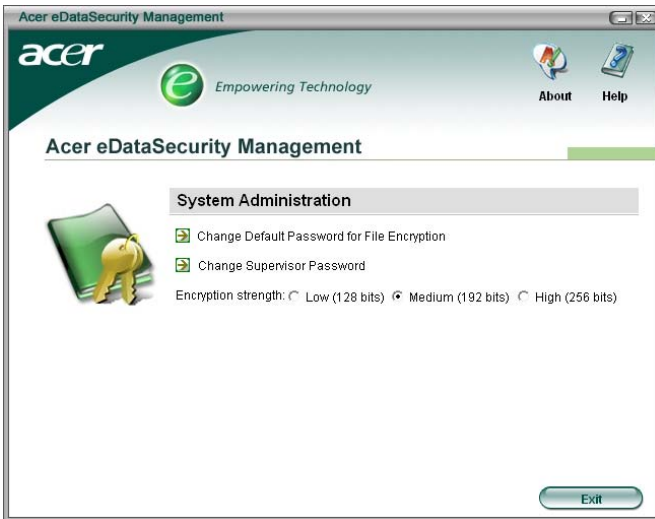 Acer eDataSecurity Management
acer
e Empowering Technology
About Help
Acer eDataSecurity Management
System Administration
Change Default Password for File Encryption
Change Supervisor Password
Encryption strength: Low (128 bits) Medium (192 bits) High (256 bits)
Exit